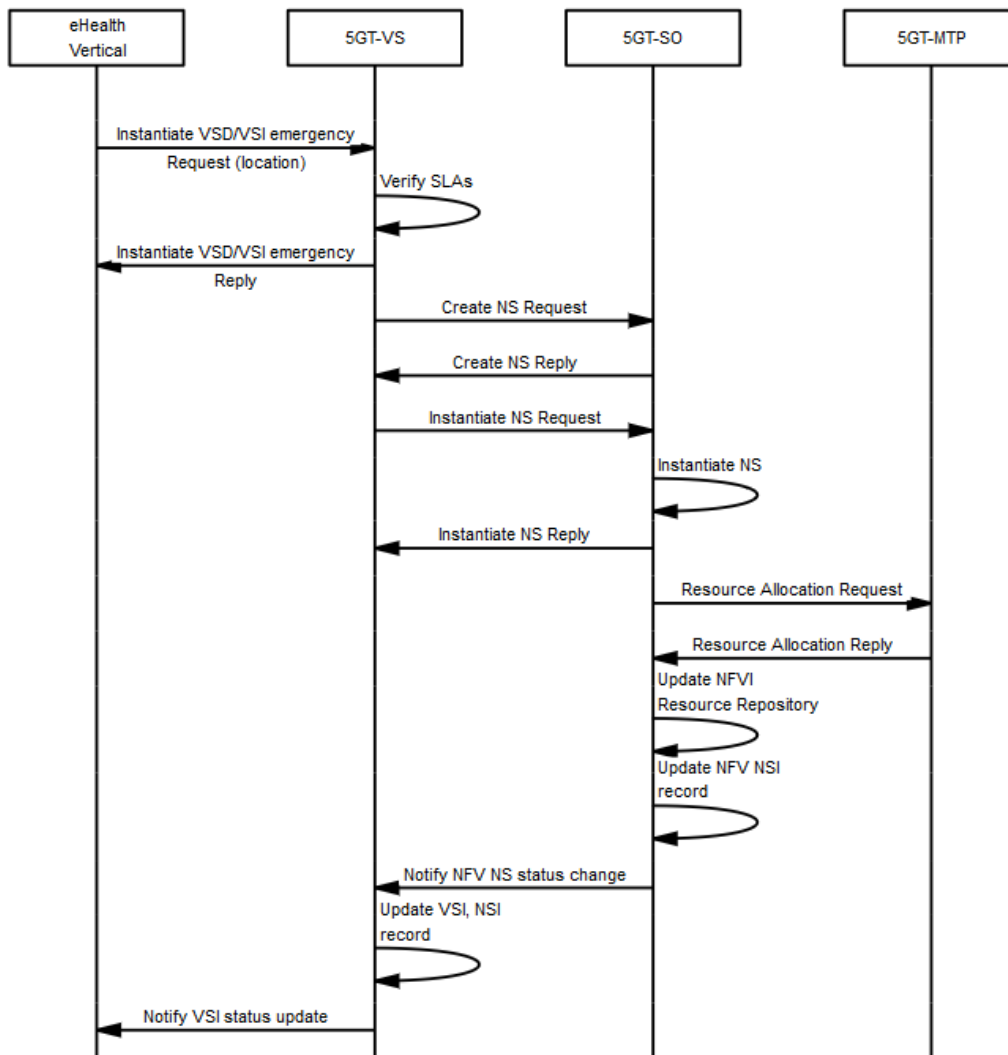 eHealth
Vertical
5GT-VS
5GT-SO
5GT-MTP
Instantiate VSD/VSI emergency
Request (location)
Verify SLAs
Instantiate VSD/VSI emergency
Reply
Create NS Request
Create NS Reply
Instantiate NS Request
Instantiate NS
Instantiate NS Reply
Resource Allocation Request
Resource Allocation Reply
Update NFVI
Resource Repository
Update NFV NSI
record
Notify NFV NS status change
Update VSI, NSI
record
Notify VSI status update